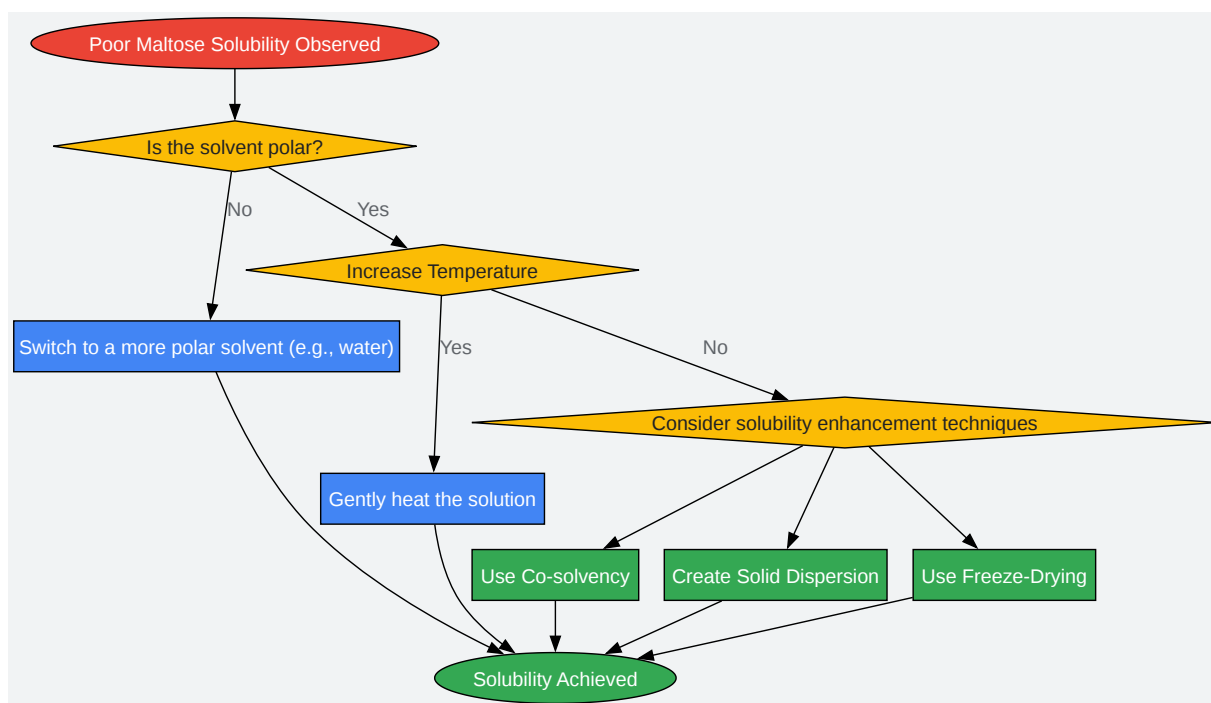 Poor Maltose Solubility Observed
Is the solvent polar?
No
Yes
Increase Temperature
Switch to a more polar solvent (e.g., water)
Yes
No
Consider solubility enhancement techniques
Gently heat the solution
Use Co-solvency
Create Solid Dispersion
Use Freeze-Drying
Solubility Achieved